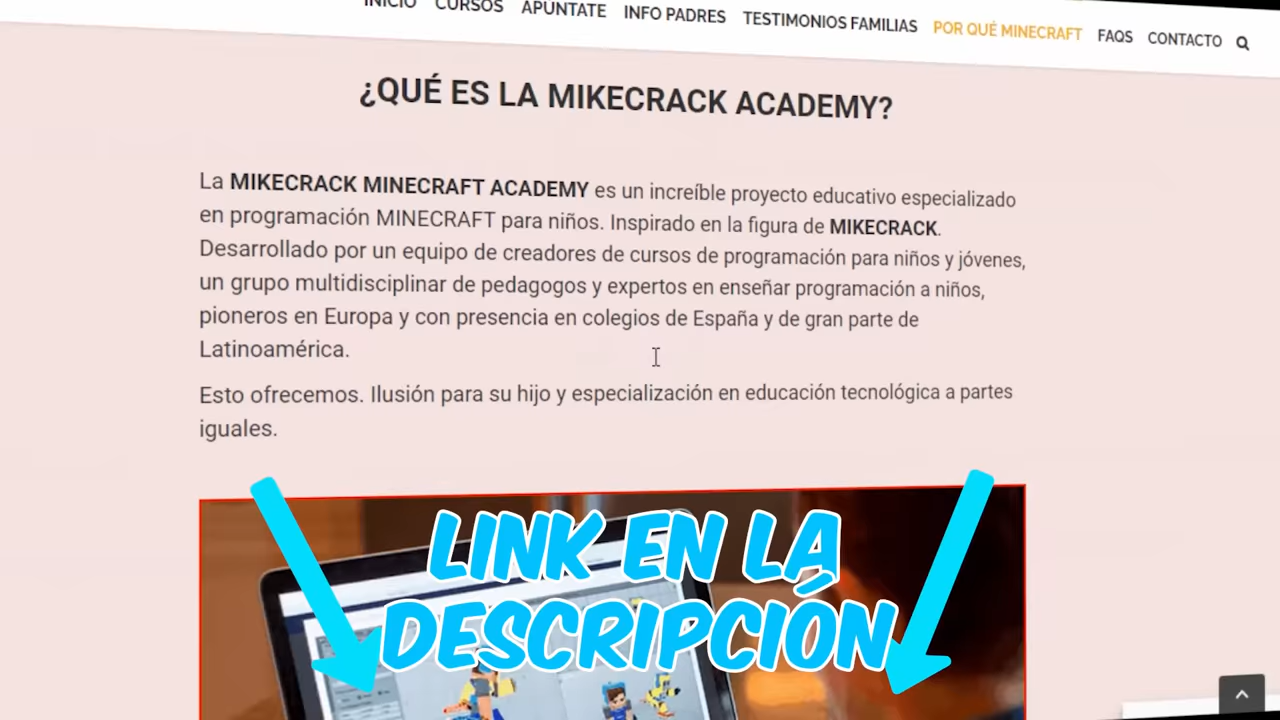 INICIO CURSOS APÚNTATE INFO PADRES TESTIMONIOS FAMILIAS POR QUÉ MINECRAFT FAQS CONTACTO
¿QUÉ ES LA MIKECRACK ACADEMY?
La MIKECRACK MINECRAFT ACADEMY es un increíble proyecto educativo especializado
en programación MINECRAFT para niños. Inspirado en la figura de MIKECRACK.
Desarrollado por un equipo de creadores de cursos de programación para niños y jóvenes,
un grupo multidisciplinar de pedagogos y expertos en enseñar programación a niños,
pioneros en Europa y con presencia en colegios de España y de gran parte de
Latinoamérica.
Esto ofrecemos. Ilusión para su hijo y especialización en educación tecnológica a partes
iguales.
LINK EN LA
DESCRIPCIÓN